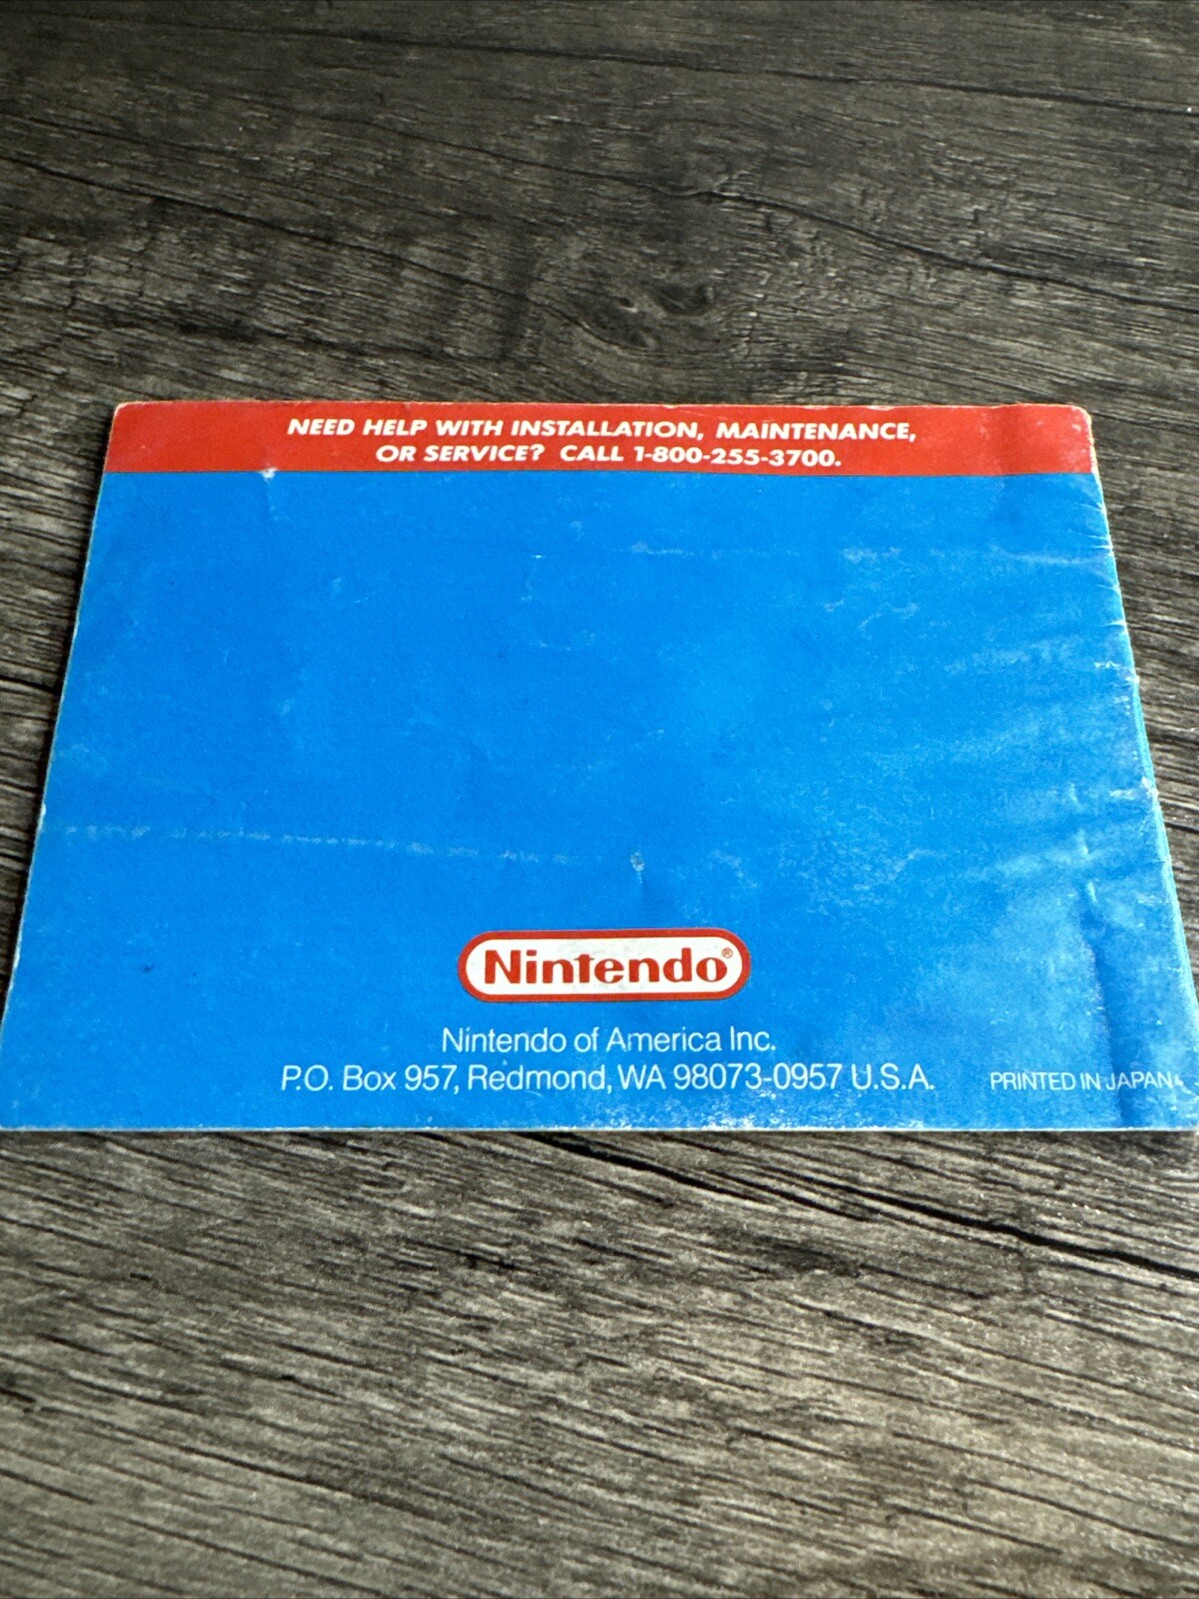 NEED HELP WITH INSTALLATION, MAINTENANCE,
OR SERVICE? CALL 1-800-255-3700.
Nintendo®
Nintendo of America Inc.
P.O. Box 957, Redmond, WA 98073-0957 U.S.A.
PRINTED IN JAPAN